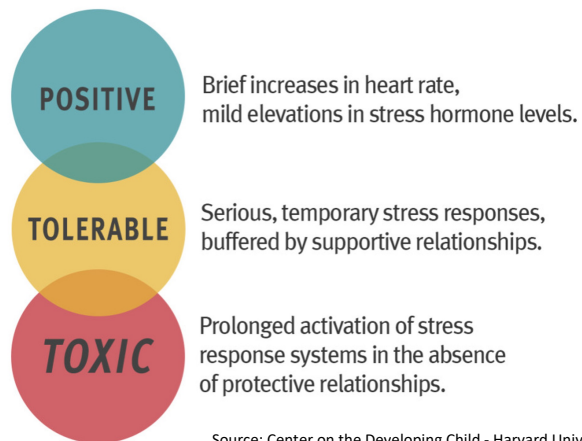 POSITIVE
Brief increases in heart rate,
mild elevations in stress hormone levels.
TOLERABLE
Serious, temporary stress responses,
buffered by supportive relationships.
TOXIC
Prolonged activation of stress
response systems in the absence
of protective relationships.
Source: Center on the Developing Child - Harvard